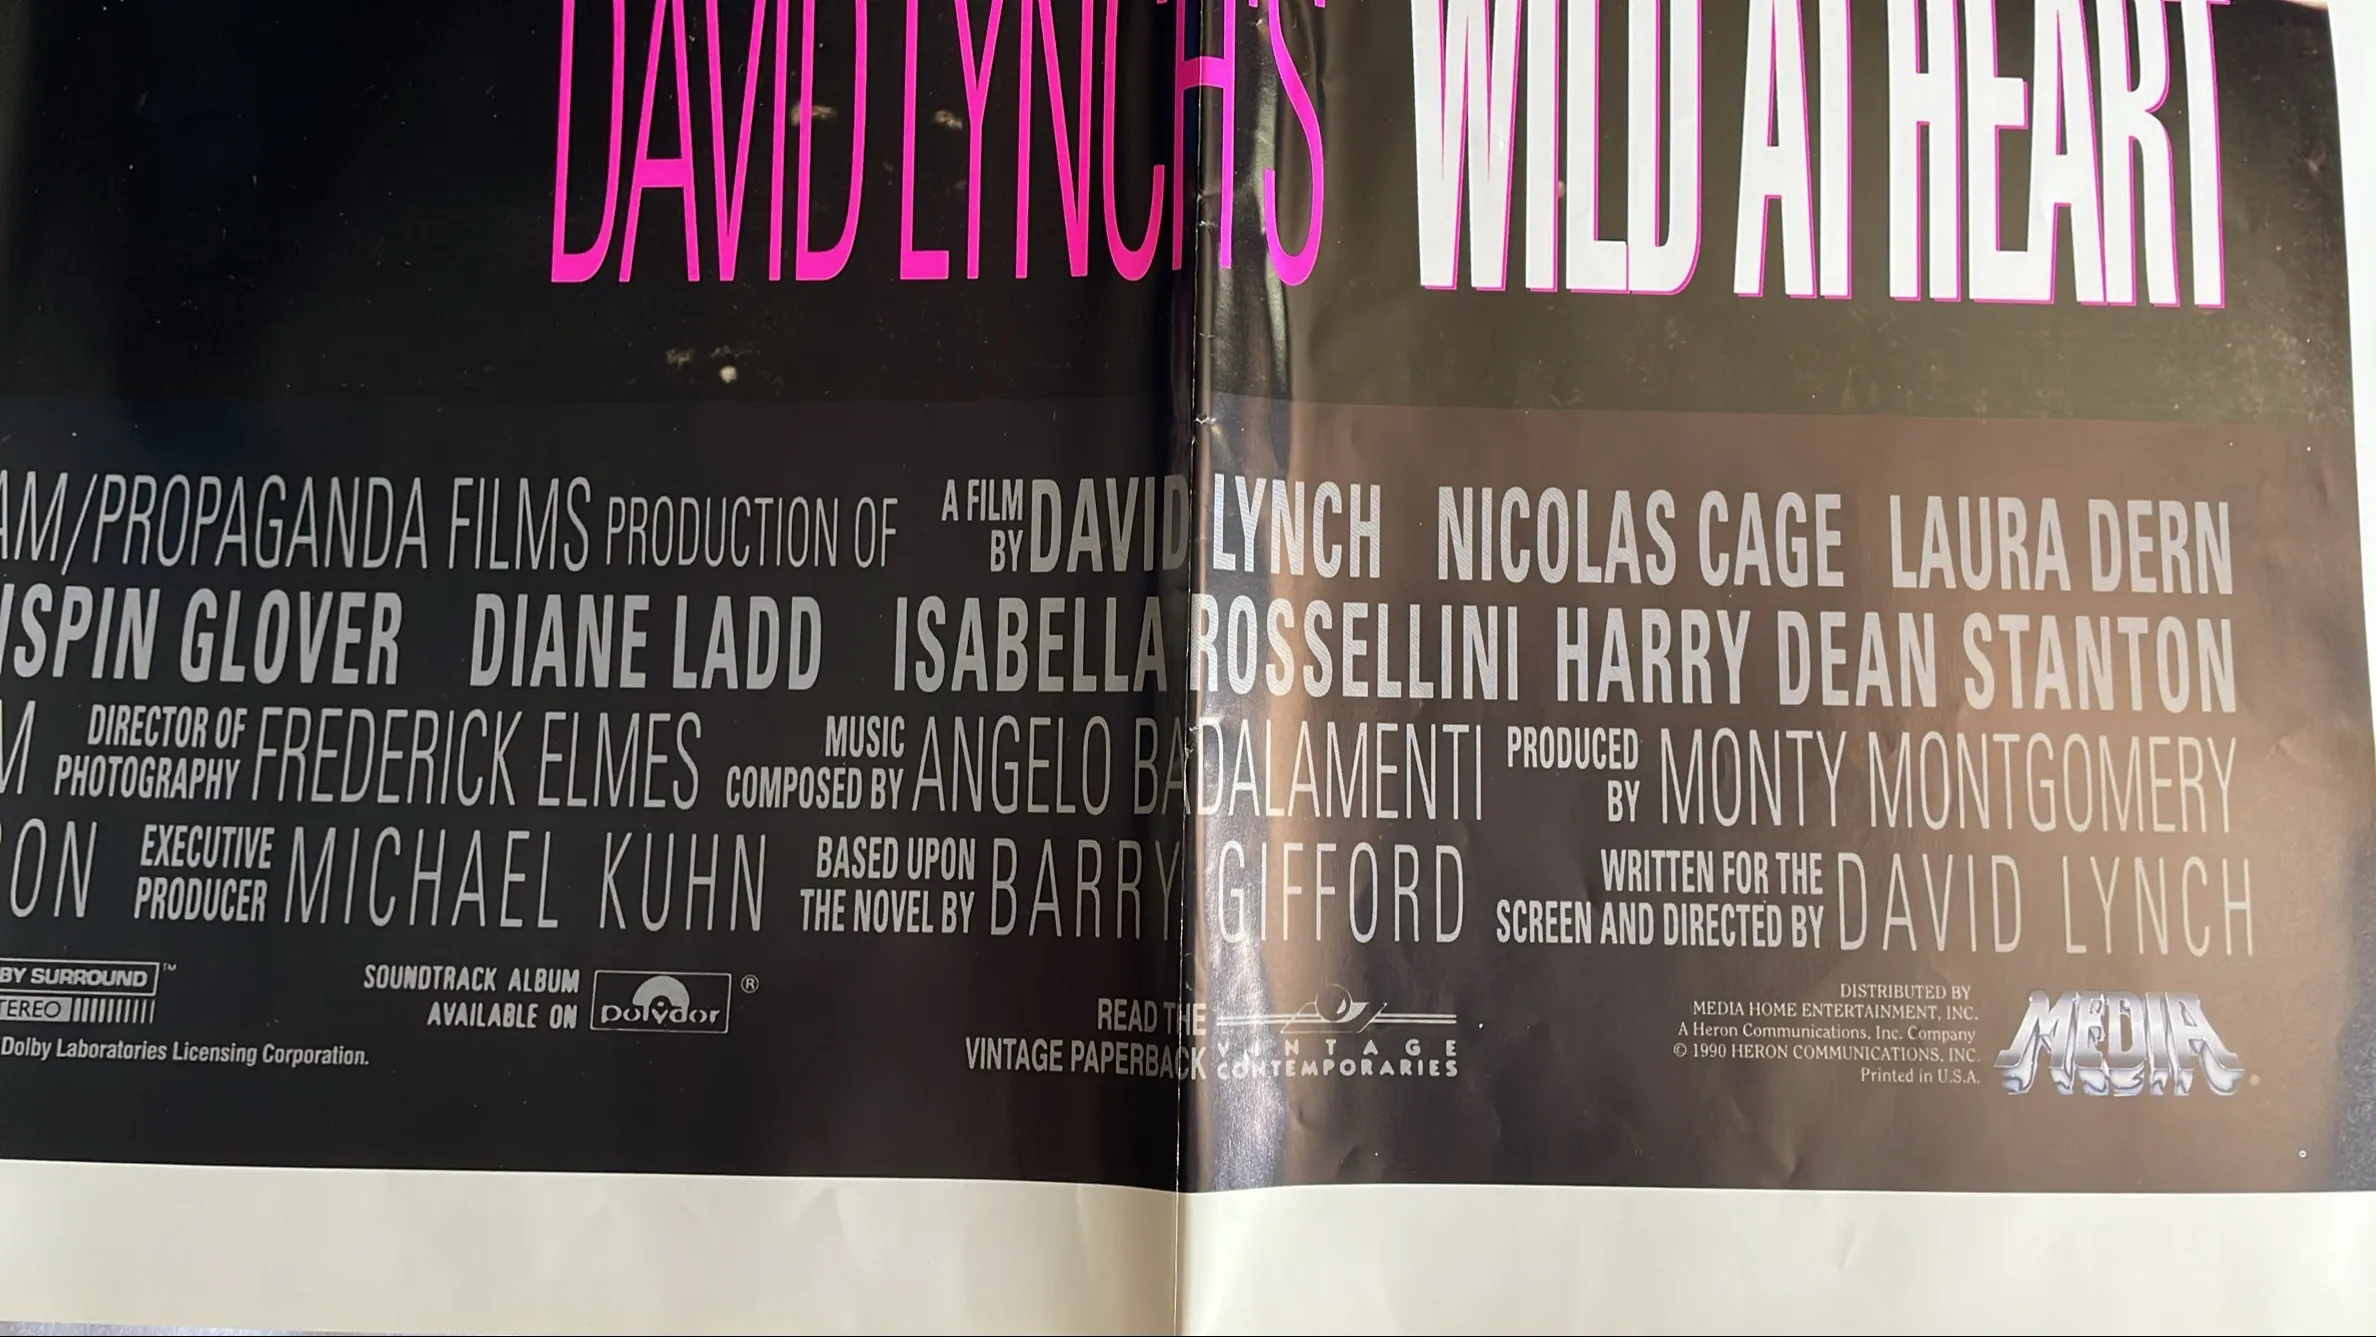 DAVID LYNCH'S WILD AT HEART
AM/PROPAGANDA FILMS PRODUCTION OF A FILM BY DAVID LYNCH NICOLAS CAGE LAURA DERN
ISPIN GLOVER DIANE LADD ISABELLA ROSSELLINI HARRY DEAN STANTON
M DIRECTOR OF PHOTOGRAPHY FREDERICK ELMES MUSIC COMPOSED BY ANGELO BADALAMENTI PRODUCED BY MONTY MONTGOMERY
ON EXECUTIVE PRODUCER MICHAEL KUHN BASED UPON THE NOVEL BY BARRY GIFFORD WRITTEN FOR THE SCREEN AND DIRECTED BY DAVID LYNCH
BY SURROUND™
TEREO
Dolby Laboratories Licensing Corporation.
SOUNDTRACK ALBUM
AVAILABLE ON polydor ®
READ THE
VINTAGE PAPERBACK
VINTAGE
CONTEMPORARIES
DISTRIBUTED BY
MEDIA HOME ENTERTAINMENT, INC.
A Heron Communications, Inc. Company
© 1990 HERON COMMUNICATIONS, INC.
Printed in U.S.A.
MEDIA